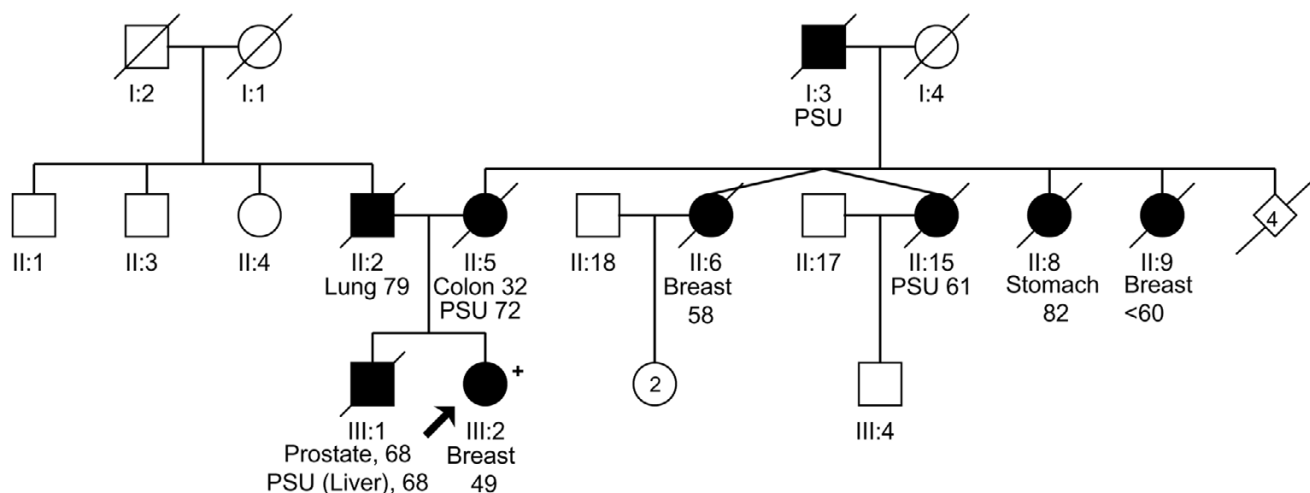 I:2
I:1
I:3
PSU
I:4
II:1
II:3
II:4
II:2
Lung 79
II:5
Colon 32
PSU 72
II:18
II:6
Breast
58
II:17
II:15
PSU 61
II:8
Stomach
82
II:9
Breast
<60
4
III:1
Prostate, 68
PSU (Liver), 68
+
III:2
Breast
49
2
III:4